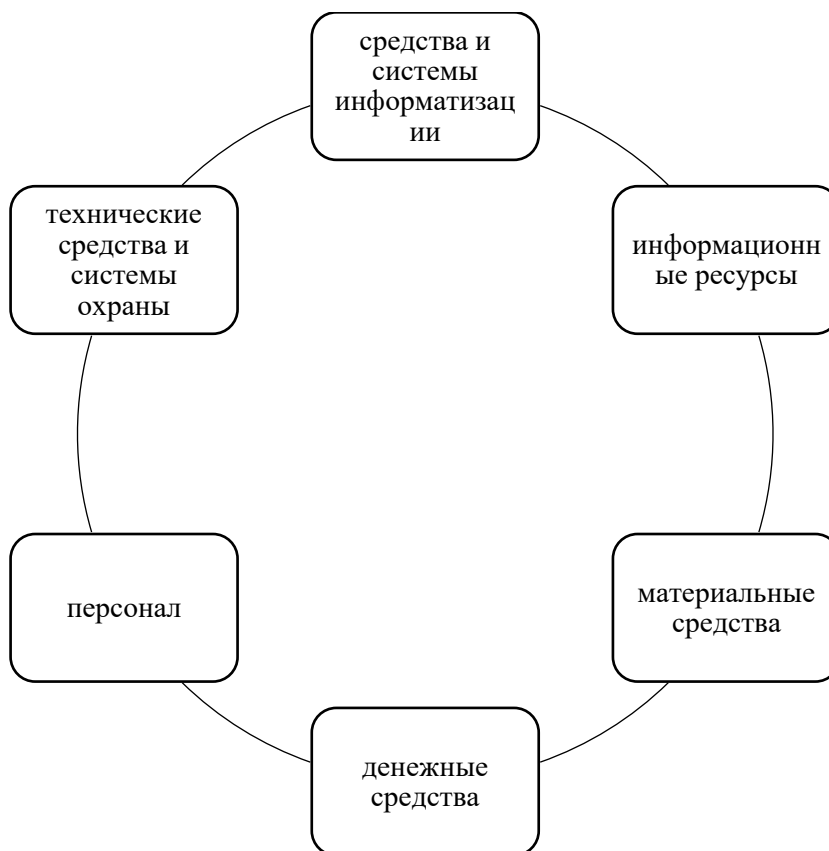 средства и
системы
информатизац
ии
информационн
ые ресурсы
материальные
средства
денежные
средства
персонал
технические
средства и
системы
охраны